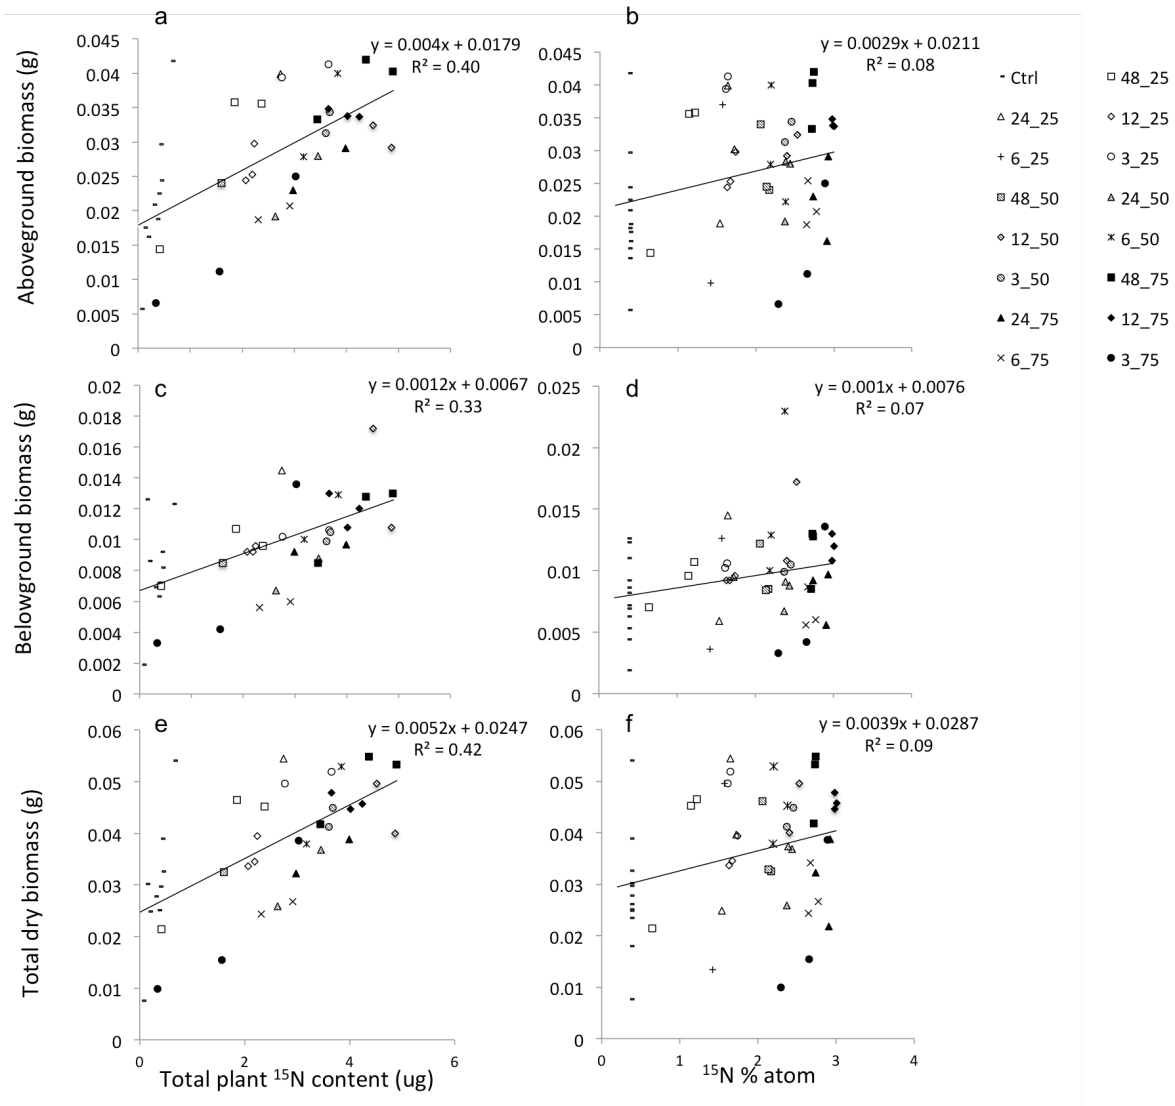 a
b
y = 0.004x + 0.0179
R² = 0.40
y = 0.0029x + 0.0211
R² = 0.08
Aboveground biomass (g)
0.045
0.04
0.035
0.03
0.025
0.02
0.015
0.01
0.005
0
0.045
0.04
0.035
0.03
0.025
0.02
0.015
0.01
0.005
0
Ctrl
48_25
24_25
12_25
6_25
3_25
48_50
24_50
12_50
6_50
3_50
48_75
24_75
12_75
6_75
3_75
c
d
y = 0.0012x + 0.0067
R² = 0.33
y = 0.001x + 0.0076
R² = 0.07
Belowground biomass (g)
0.02
0.018
0.016
0.014
0.012
0.01
0.008
0.006
0.004
0.002
0
0.025
0.02
0.015
0.01
0.005
0
e
f
y = 0.0052x + 0.0247
R² = 0.42
y = 0.0039x + 0.0287
R² = 0.09
Total dry biomass (g)
0.06
0.05
0.04
0.03
0.02
0.01
0
0.06
0.05
0.04
0.03
0.02
0.01
0
0 2 4 6
0 1 2 3 4
Total plant ¹⁵N content (ug)
¹⁵N % atom